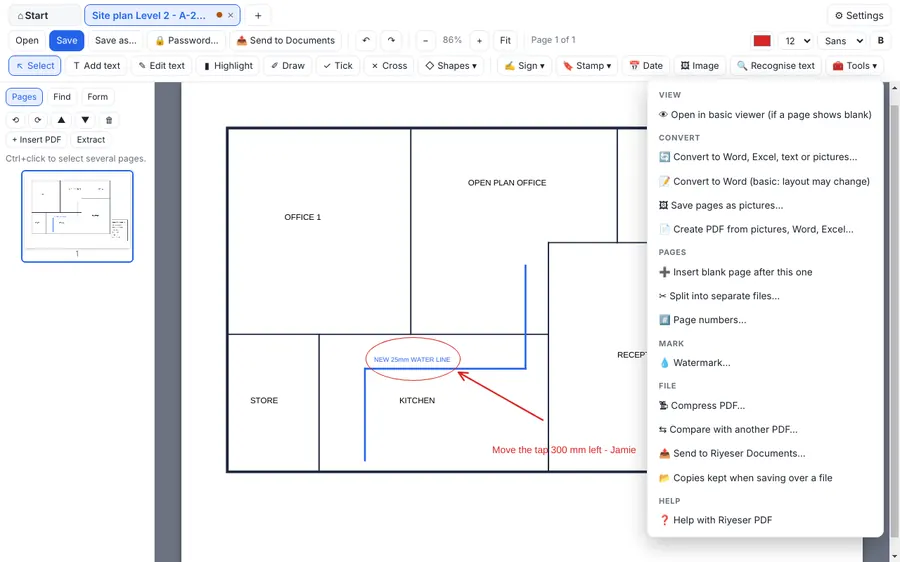 Start
Site plan Level 2 - A-2...
×
+
Settings
Open
Save
Save as...
Password...
Send to Documents
− 86% +
Fit
Page 1 of 1
12
Sans
B
Select
T Add text
Edit text
Highlight
Draw
Tick
Cross
Shapes ▾
Sign ▾
Stamp ▾
Date
Image
Recognise text
Tools ▾
Pages
Find
Form
+ Insert PDF
Extract
Ctrl+click to select several pages.
1
OFFICE 1
OPEN PLAN OFFICE
NEW 25mm WATER LINE
STORE
KITCHEN
Move the tap 300 mm left - Jamie
VIEW
Open in basic viewer (if a page shows blank)
CONVERT
Convert to Word, Excel, text or pictures...
Convert to Word (basic: layout may change)
Save pages as pictures...
Create PDF from pictures, Word, Excel...
PAGES
Insert blank page after this one
Split into separate files...
Page numbers...
MARK
Watermark...
FILE
Compress PDF...
Compare with another PDF...
Send to Riyeser Documents...
Copies kept when saving over a file
HELP
Help with Riyeser PDF